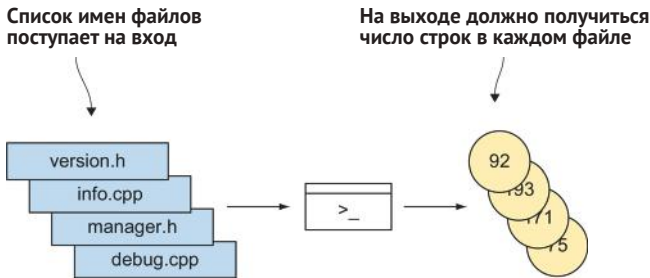 Список имен файлов
поступает на вход
На выходе должно получиться
число строк в каждом файле
version.h
info.cpp
manager.h
debug.cpp
>_
92
193
171
75